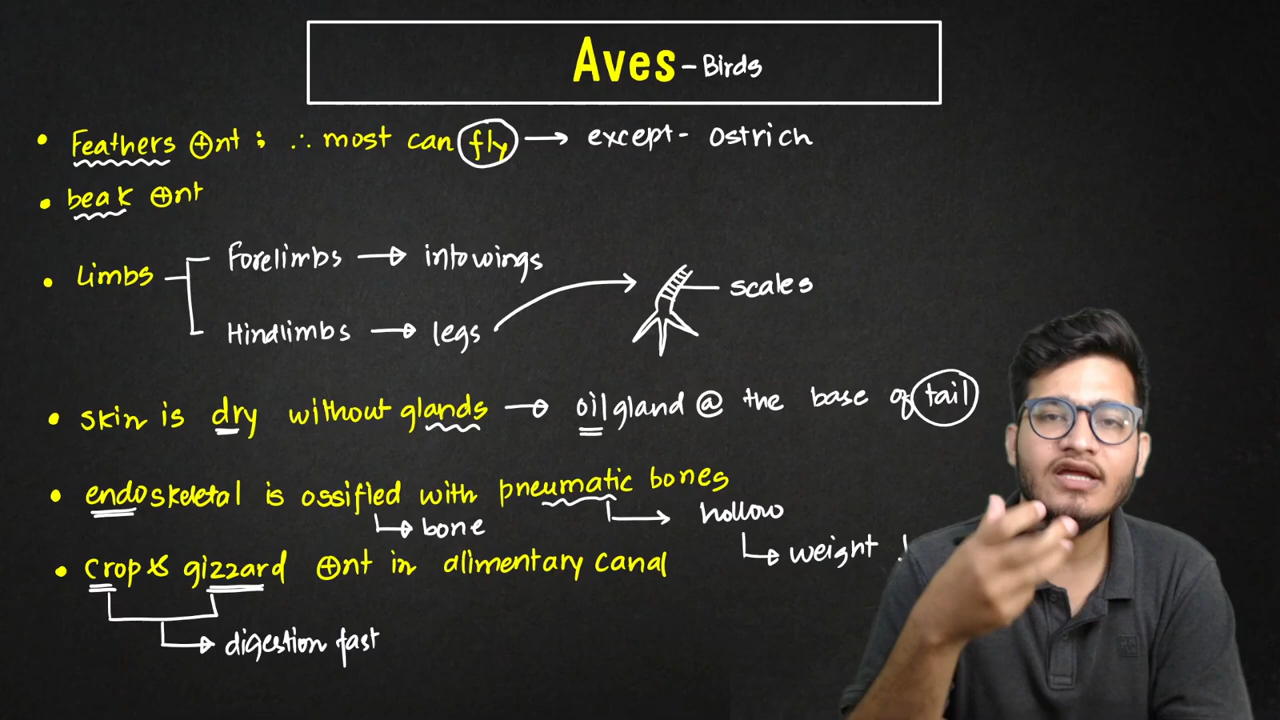 Aves - Birds
• Feathers ⊕nt ; ∴ most can fly → except - Ostrich
• beak ⊕nt
• Limbs
Forelimbs → into wings
Hindlimbs → legs
scales
• skin is dry without glands → oil gland @ the base of tail
• endoskeletal is ossified with pneumatic bones
↳ bone
→ hollow
↳ weight
• Crop & gizzard ⊕nt in alimentary canal
→ digestion fast